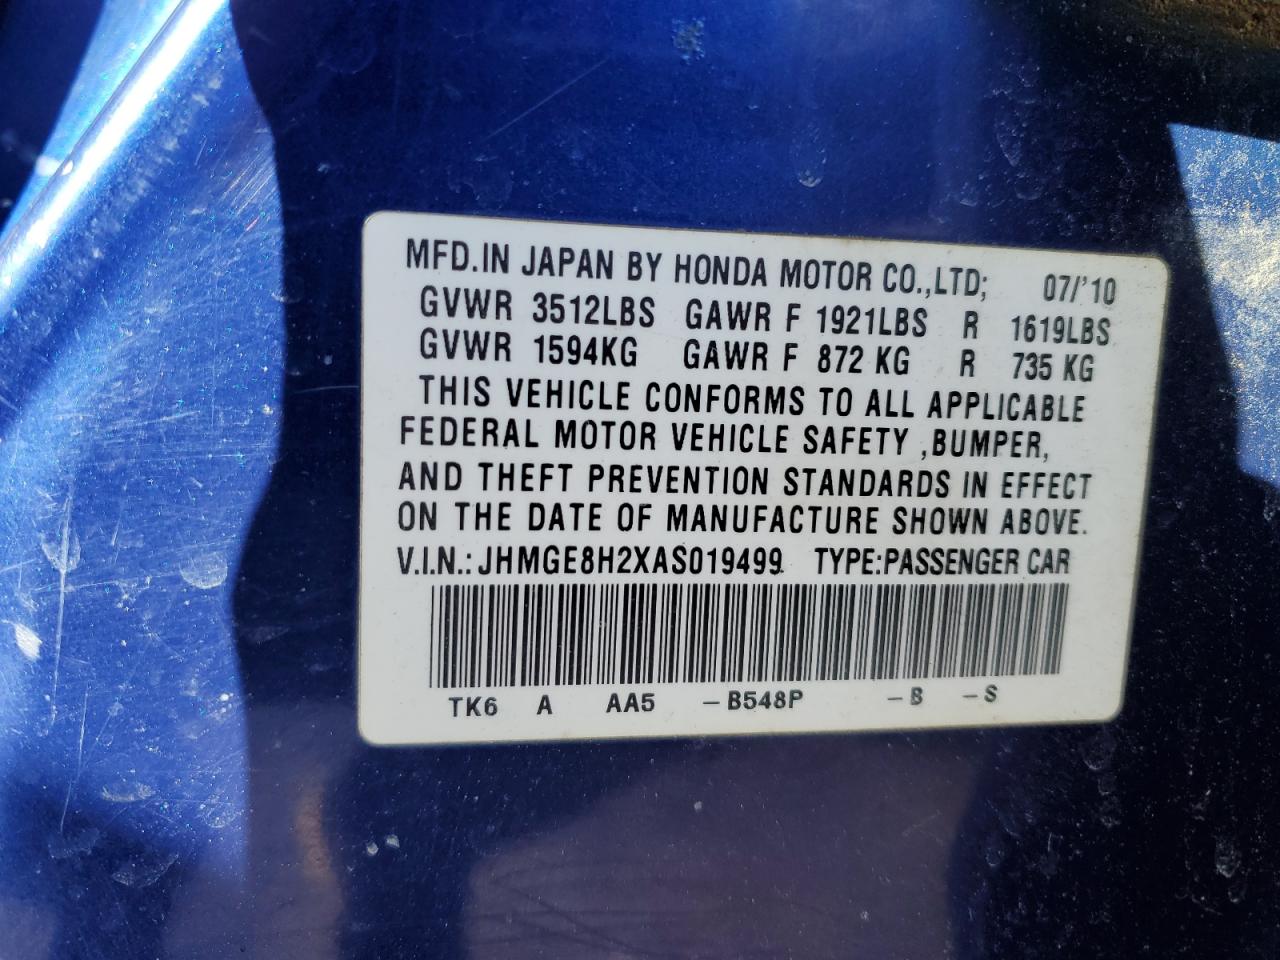 MFD.IN JAPAN BY HONDA MOTOR CO.,LTD; 07/'10
GVWR 3512LBS GAWR F 1921LBS R 1619LBS
GVWR 1594KG GAWR F 872 KG R 735 KG
THIS VEHICLE CONFORMS TO ALL APPLICABLE
FEDERAL MOTOR VEHICLE SAFETY ,BUMPER,
AND THEFT PREVENTION STANDARDS IN EFFECT
ON THE DATE OF MANUFACTURE SHOWN ABOVE.
V.I.N.: JHMGE8H2XAS019499 TYPE:PASSENGER CAR
TK6 A AA5 -B548P -B -S